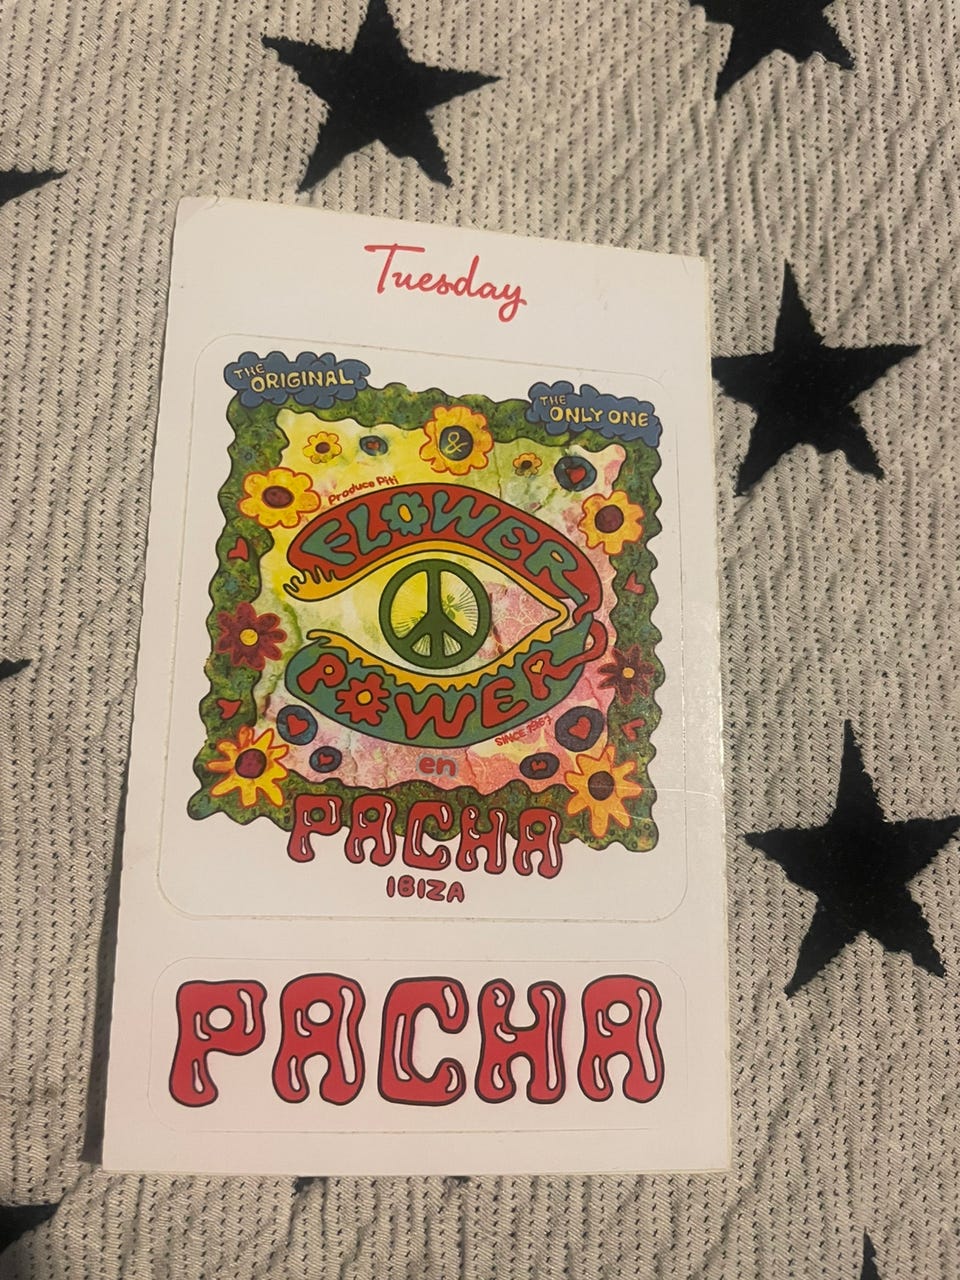 Tuesday
THE ORIGINAL
THE ONLY ONE
&
Produce Piti
FLOWER
POWER
SINCE 1967
en
PACHA
IBIZA
PACHA